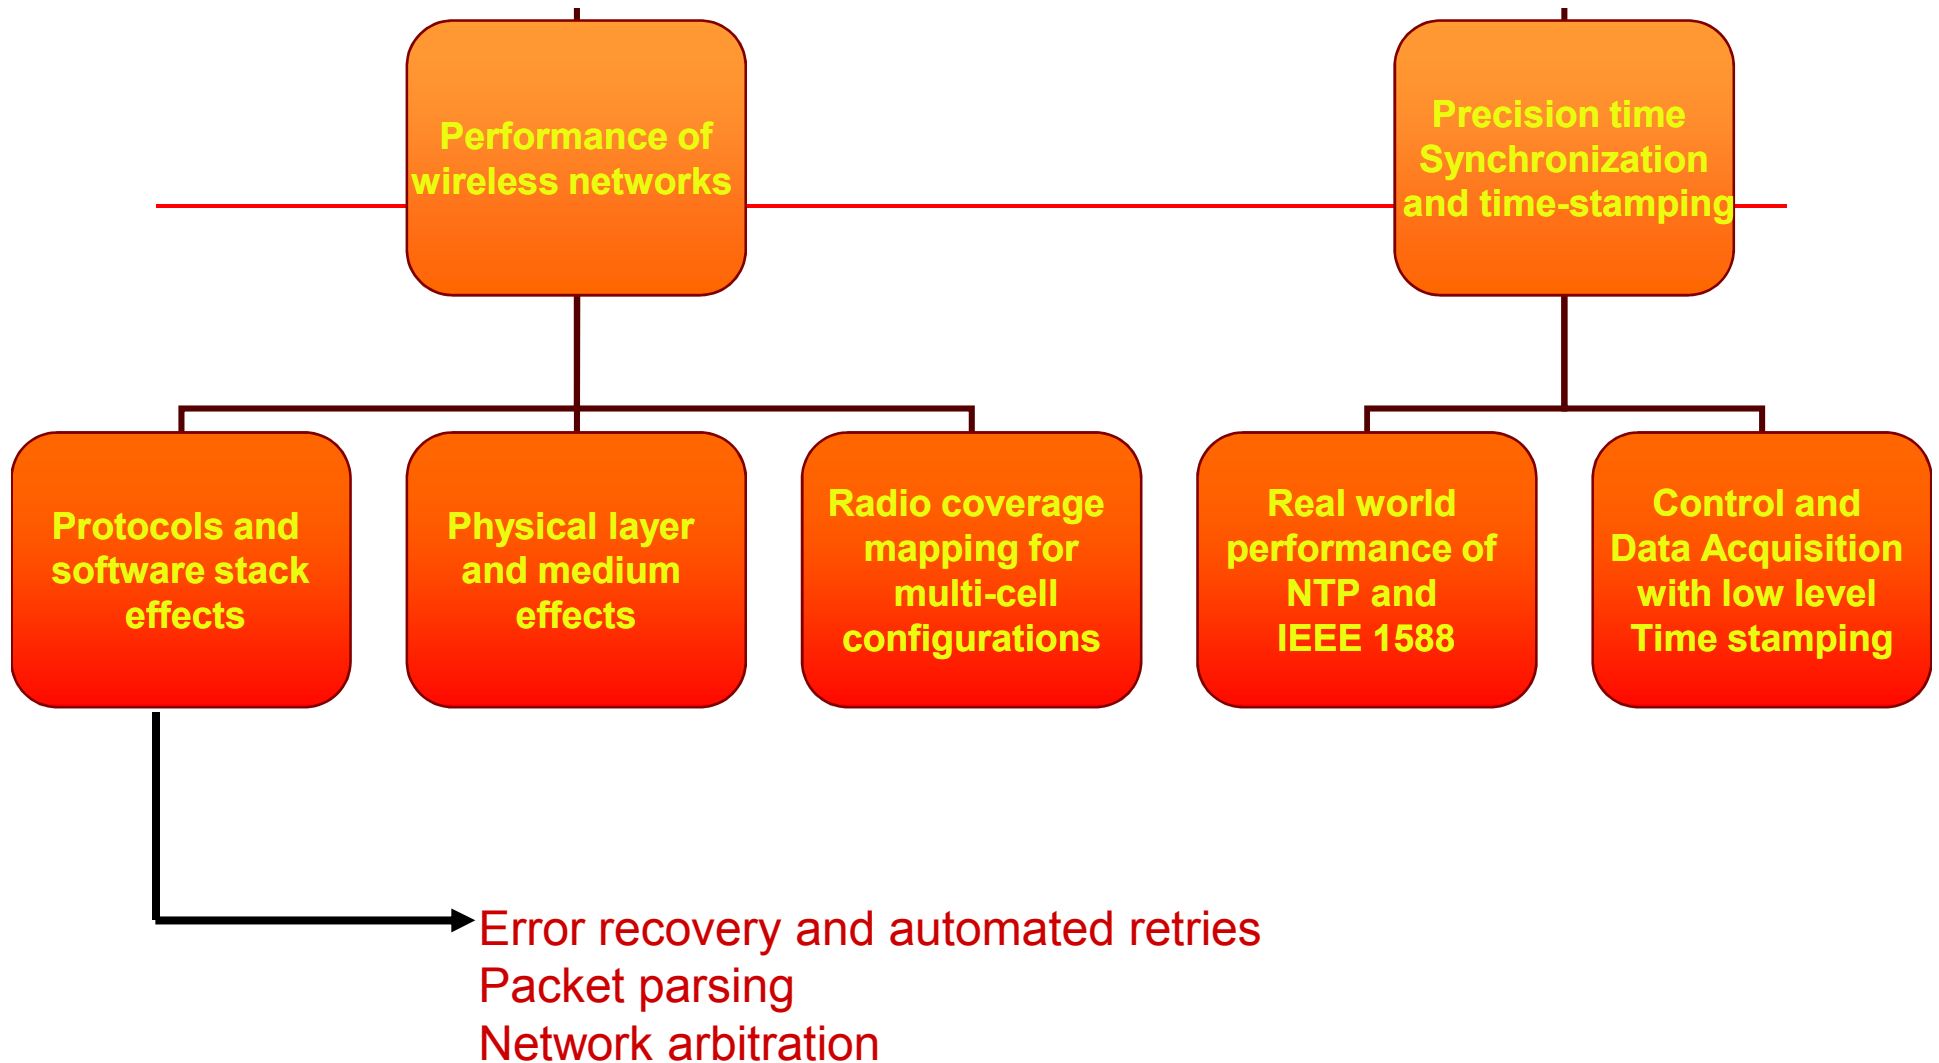 Performance of
wireless networks
Precision time
Synchronization
and time-stamping
Protocols and
software stack
effects
Physical layer
and medium
effects
Radio coverage
mapping for
multi-cell
configurations
Real world
performance of
NTP and
IEEE 1588
Control and
Data Acquisition
with low level
Time stamping
Error recovery and automated retries
Packet parsing
Network arbitration